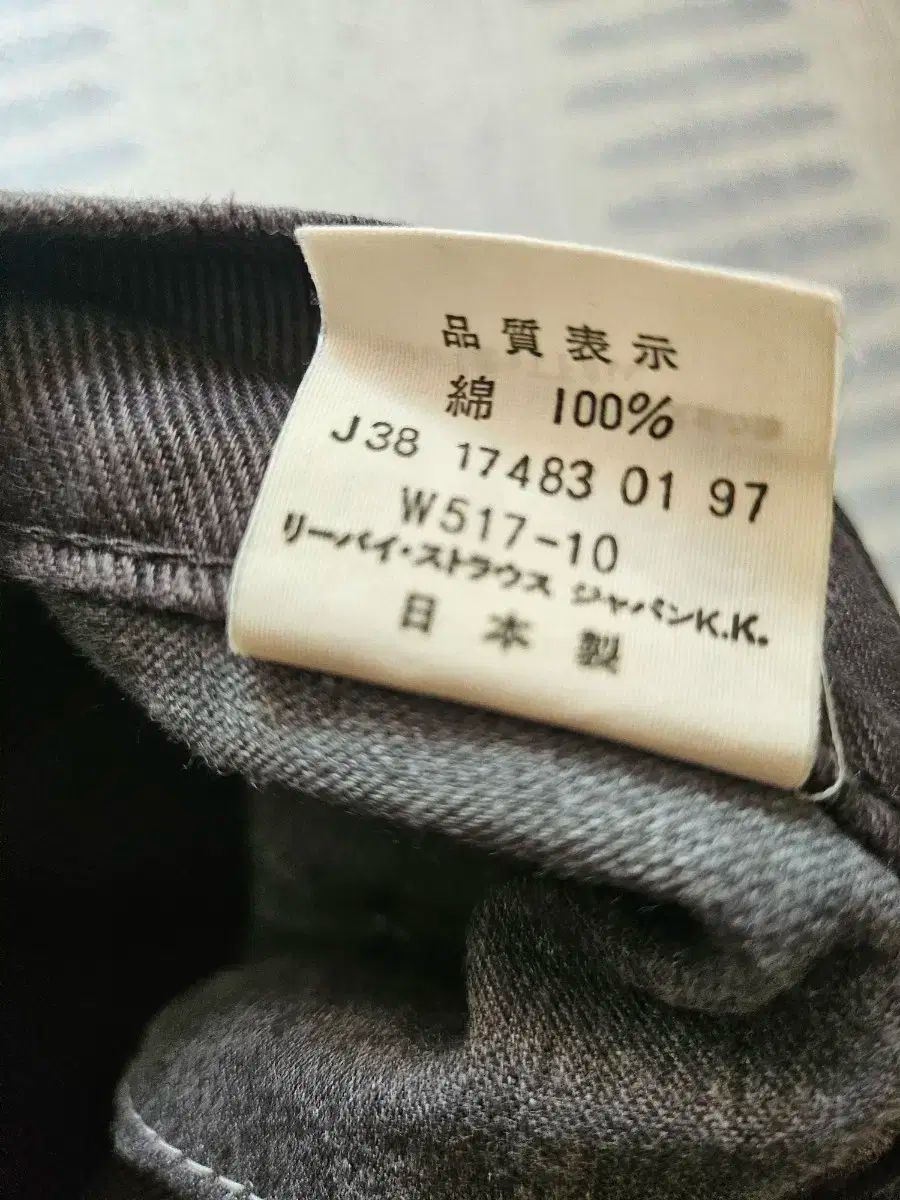 品質表示
綿 100%
J38 17483 01 97
W517-10
リーバイ・ストラウス ジャパンK.K.
日本製